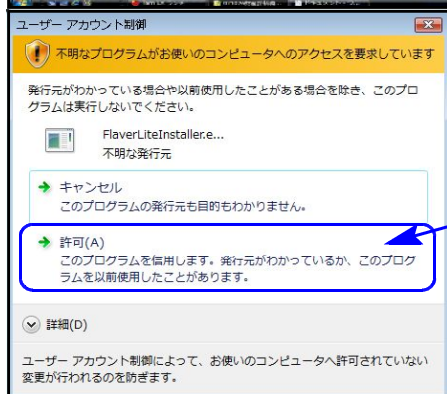 ユーザー アカウント制御
不明なプログラムがお使いのコンピュータへのアクセスを要求しています
発行元がわかっている場合や以前使用したことがある場合を除き、このプロ
グラムは実行しないでください。
FlaverLiteInstaller.e...
不明な発行元
キャンセル
このプログラムの発行元も目的もわかりません。
許可(A)
このプログラムを信用します。発行元がわかっているか、このプログ
ラムを以前使用したことがあります。
詳細(D)
ユーザー アカウント制御によって、お使いのコンピュータへ許可されていない
変更が行われるのを防ぎます。